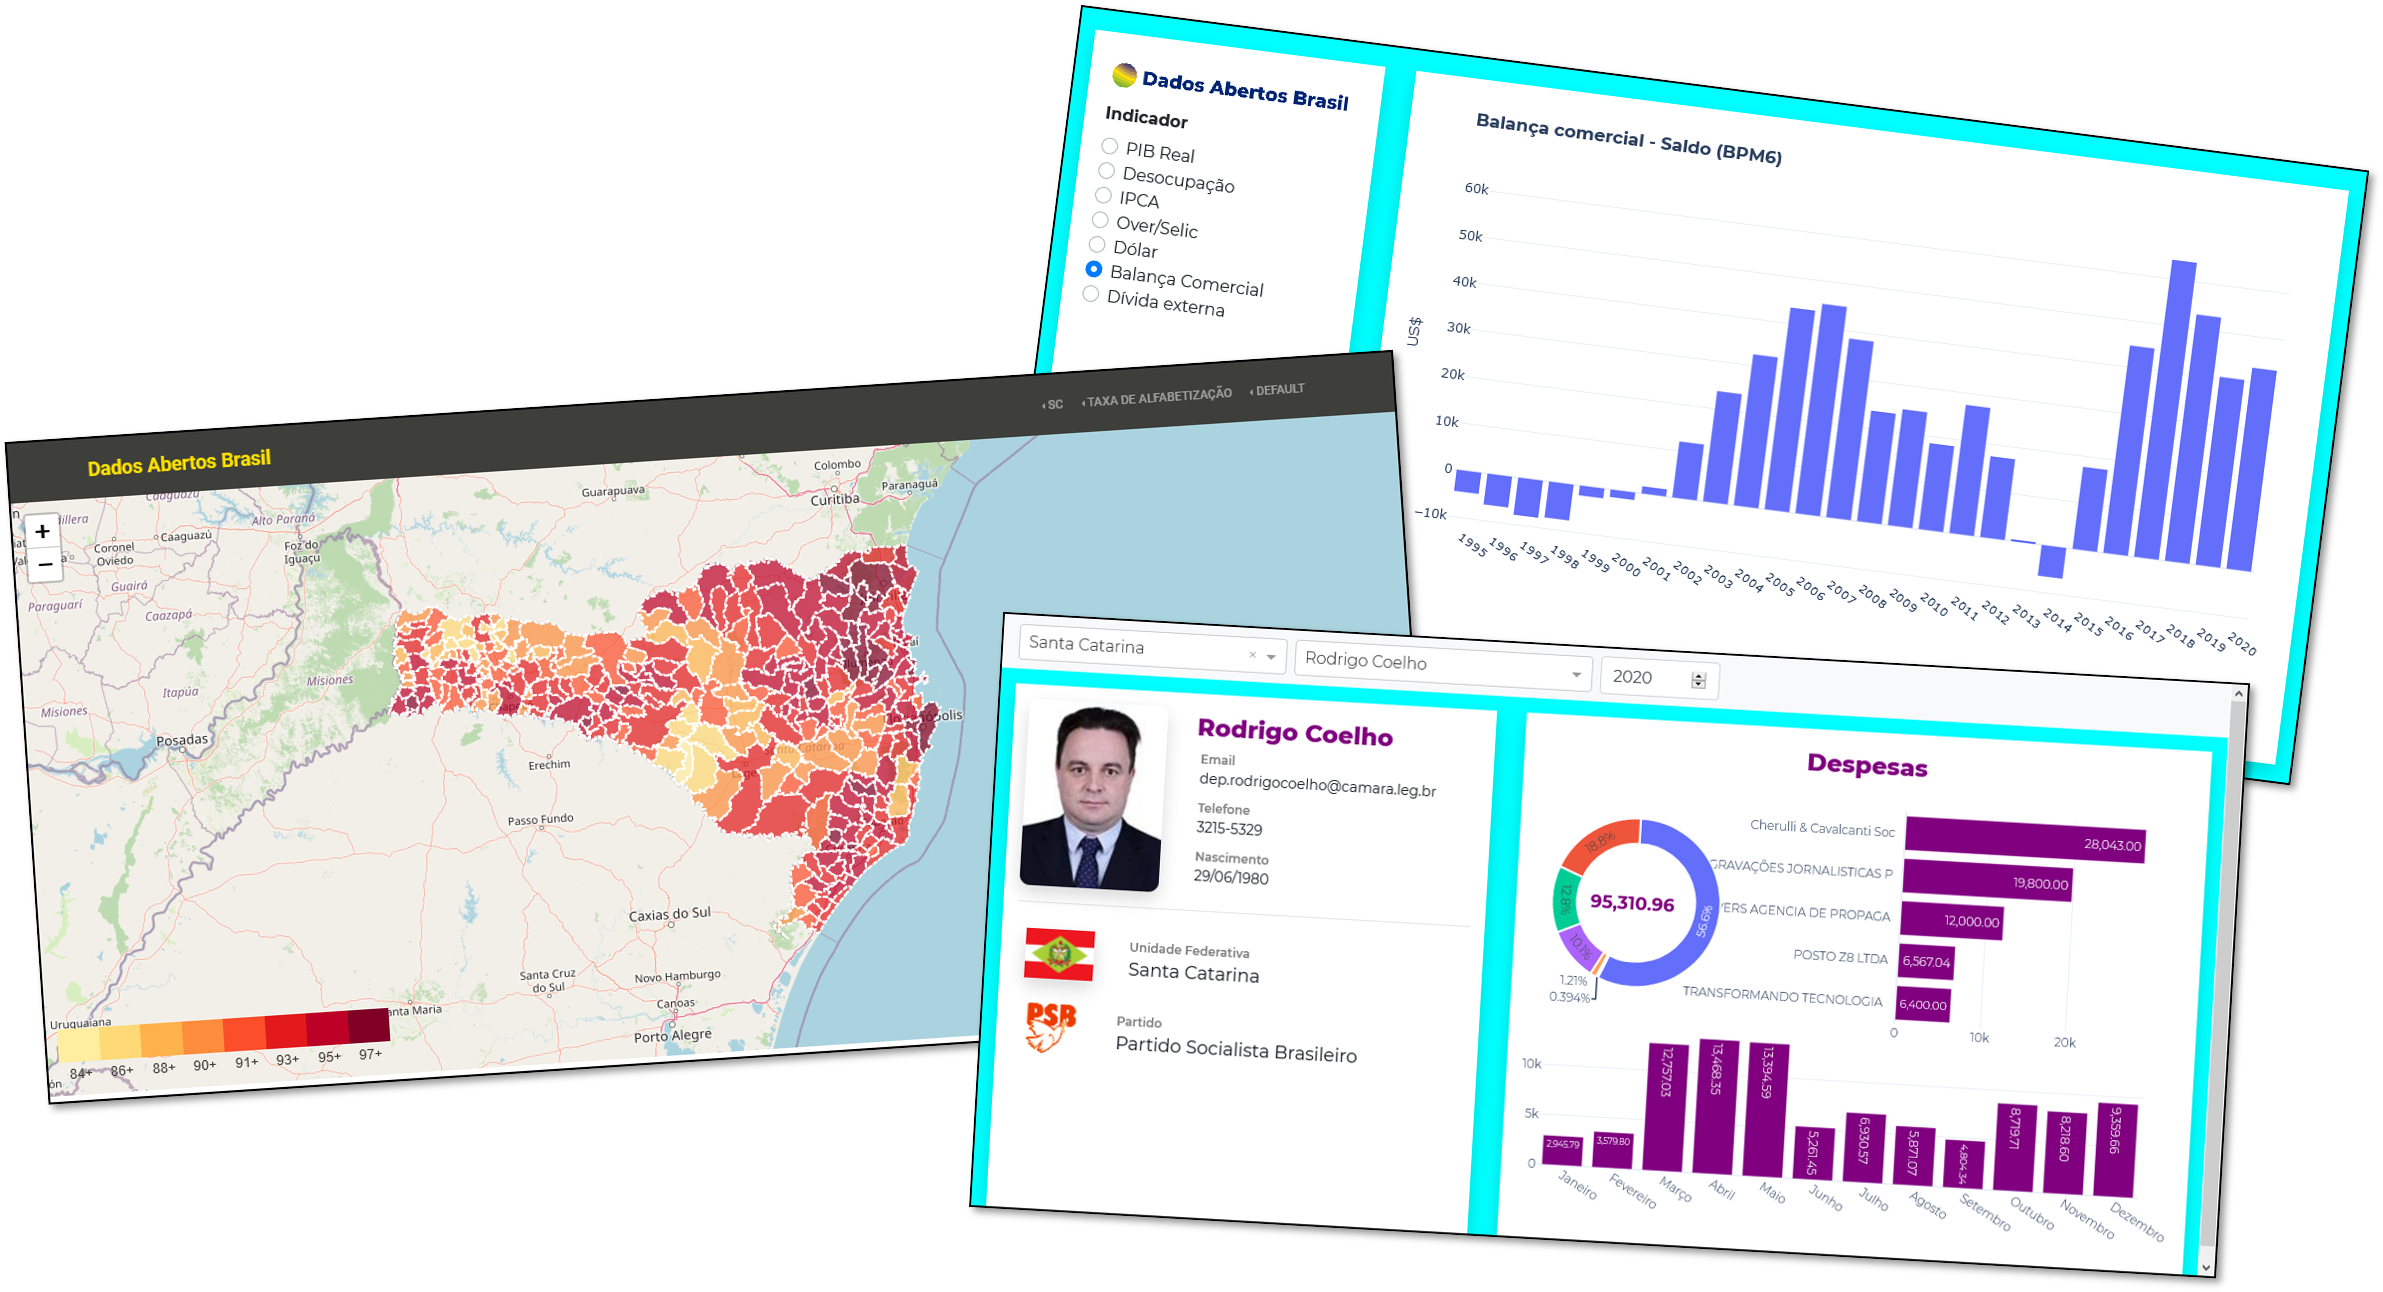 Dados Abertos Brasil
Indicador
PIB Real
Desocupação
IPCA
Over/Selic
Dólar
Balança Comercial
Dívida externa
Balança comercial - Saldo (BPM6)
US$
60k
50k
40k
30k
20k
10k
0
−10k
1995
1996
1997
1998
1999
2000
2001
2002
2003
2004
2005
2006
2007
2008
2009
2010
2011
2012
2013
2014
2015
2016
2017
2018
2019
2020
Dados Abertos Brasil
SC
TAXA DE ALFABETIZAÇÃO
DEFAULT
+
−
Caaguazú
Alto Paraná
Coronel
Oviedo
Caaguazú
Foz do
Iguaçu
Guairá
Paraguarí
Caazapá
Itapúa
Misiones
Misiones
Posadas
Guarapuava
Colombo
Curitiba
Paranaguá
Santa Catarina
Erechim
Passo Fundo
Caxias do Sul
Santa Cruz
do Sul
Novo Hamburgo
Canoas
Porto Alegre
Uruguaiana
anta Maria
84+
86+
88+
90+
91+
93+
95+
97+
Santa Catarina
×
Rodrigo Coelho
2020
Rodrigo Coelho
Email
dep.rodrigocoelho@camara.leg.br
Telefone
3215-5329
Nascimento
29/06/1980
Unidade Federativa
Santa Catarina
PSB
Partido
Partido Socialista Brasileiro
Despesas
95,310.96
56.6%
18.8%
12.8%
10.1%
1.21%
0.394%
Cherulli & Cavalcanti Soc
28,043.00
GRAVAÇÕES JORNALISTICAS P
19,800.00
VERS AGENCIA DE PROPAGA
12,000.00
POSTO Z8 LTDA
6,567.04
TRANSFORMANDO TECNOLOGIA
6,400.00
0
10k
20k
10k
5k
0
2,945.79
3,579.80
12,757.03
13,468.35
13,394.59
5,261.45
6,930.57
5,871.07
4,804.34
8,719.71
8,218.60
9,359.66
Janeiro
Fevereiro
Março
Abril
Maio
Junho
Julho
Agosto
Setembro
Outubro
Novembro
Dezembro